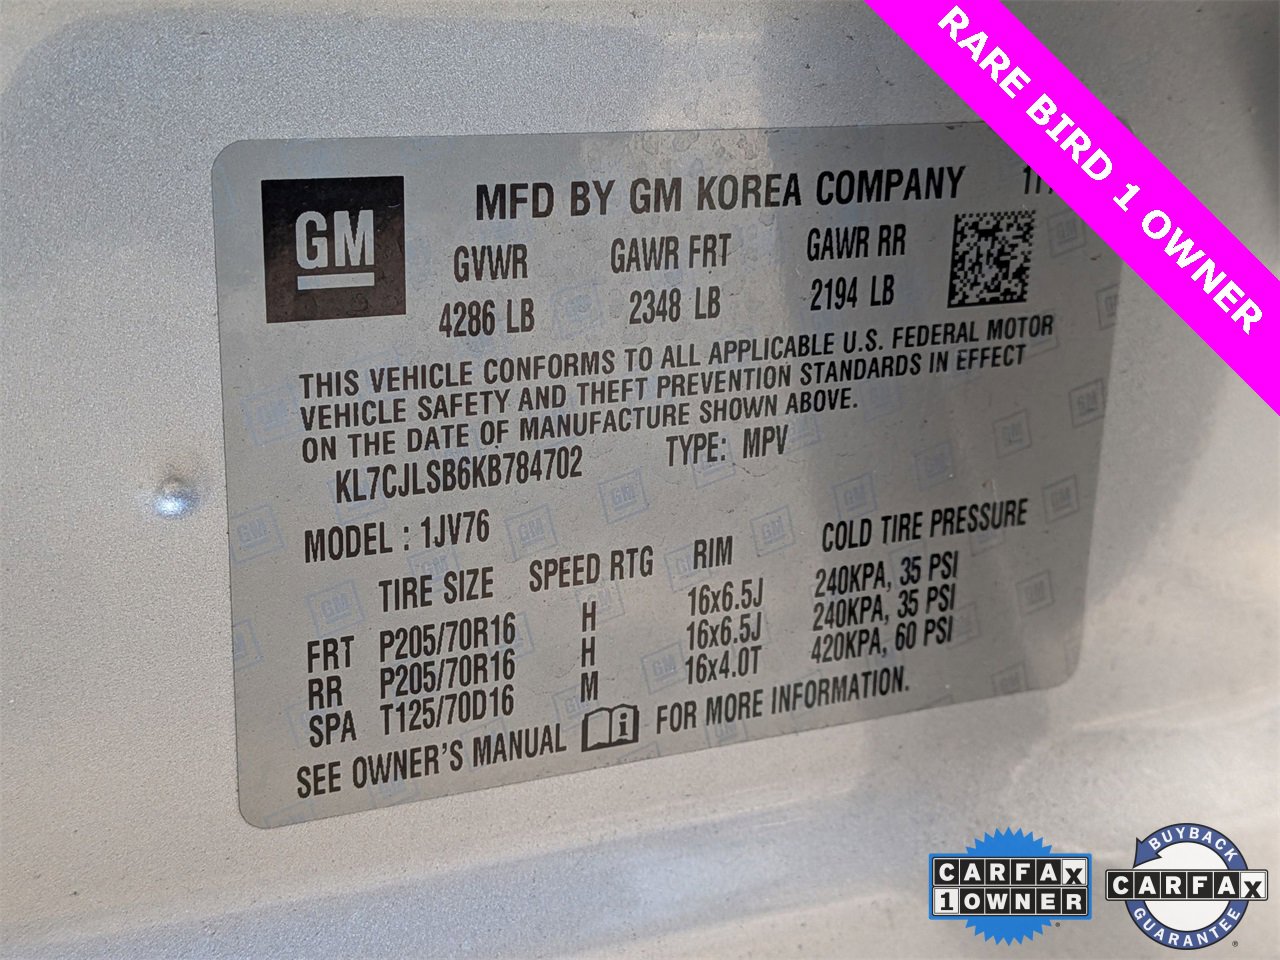 RARE BIRD 1 OWNER
GM
MFD BY GM KOREA COMPANY
GVWR GAWR FRT GAWR RR
4286 LB 2348 LB 2194 LB
THIS VEHICLE CONFORMS TO ALL APPLICABLE U.S. FEDERAL MOTOR
VEHICLE SAFETY AND THEFT PREVENTION STANDARDS IN EFFECT
ON THE DATE OF MANUFACTURE SHOWN ABOVE.
KL7CJLSB6KB784702 TYPE: MPV
MODEL : 1JV76
TIRE SIZE SPEED RTG RIM COLD TIRE PRESSURE
FRT P205/70R16 H 16x6.5J 240KPA, 35 PSI
RR P205/70R16 H 16x6.5J 240KPA, 35 PSI
SPA T125/70D16 M 16x4.0T 420KPA, 60 PSI
SEE OWNER'S MANUAL i FOR MORE INFORMATION.
CARFAX
1 OWNER
BUYBACK
CARFAX
GUARANTEE